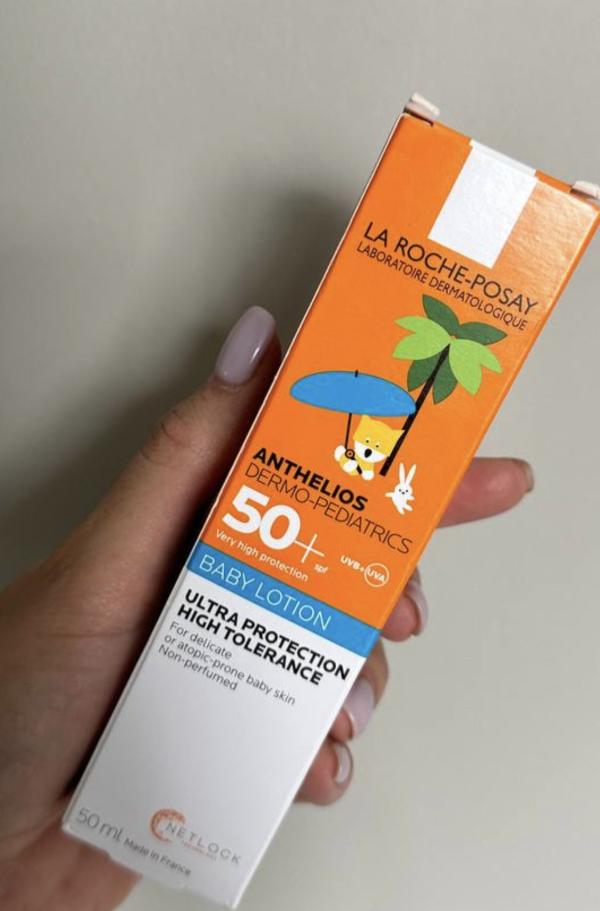 LA ROCHE-POSAY
LABORATOIRE DERMATOLOGIQUE
ANTHELIOS
DERMO-PEDIATRICS
50+
spf
Very high protection
UVB+UVA
BABY LOTION
ULTRA PROTECTION
HIGH TOLERANCE
For delicate
or atopic-prone baby skin
Non-perfumed
NETLOCK
TECHNOLOGY
50 ml Made in France